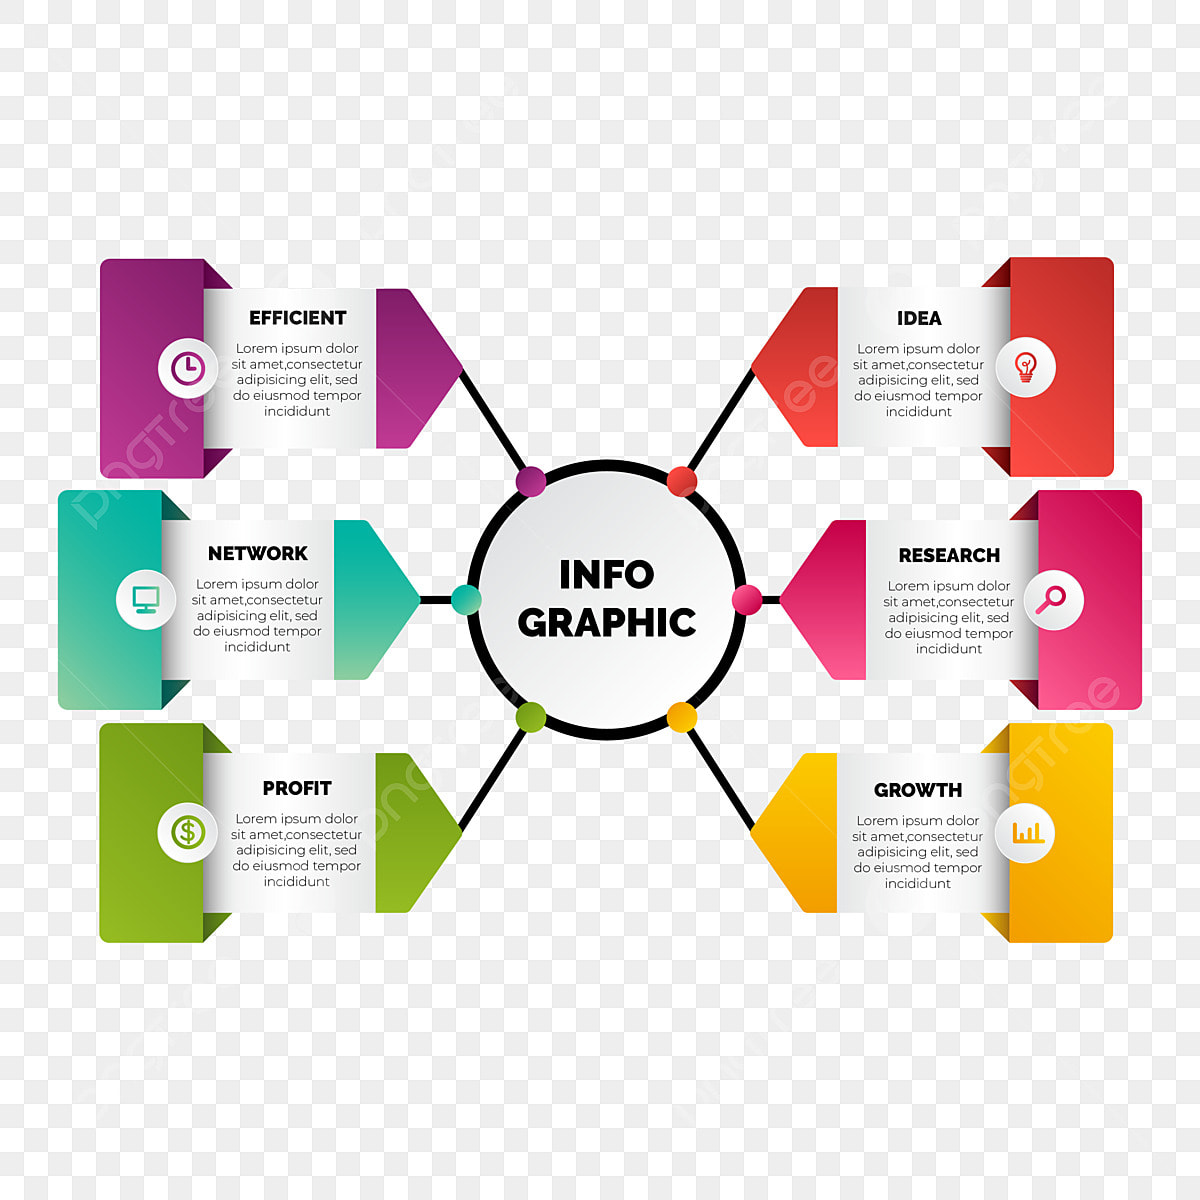 EFFICIENT
Lorem ipsum dolor
sit amet,consectetur
adipisicing elit, sed
do eiusmod tempor
incididunt
NETWORK
Lorem ipsum dolor
sit amet,consectetur
adipisicing elit, sed
do eiusmod tempor
incididunt
PROFIT
Lorem ipsum dolor
sit amet,consectetur
adipisicing elit, sed
do eiusmod tempor
incididunt
INFO
GRAPHIC
IDEA
Lorem ipsum dolor
sit amet,consectetur
adipisicing elit, sed
do eiusmod tempor
incididunt
RESEARCH
Lorem ipsum dolor
sit amet,consectetur
adipisicing elit, sed
do eiusmod tempor
incididunt
GROWTH
Lorem ipsum dolor
sit amet,consectetur
adipisicing elit, sed
do eiusmod tempor
incididunt
pngtree